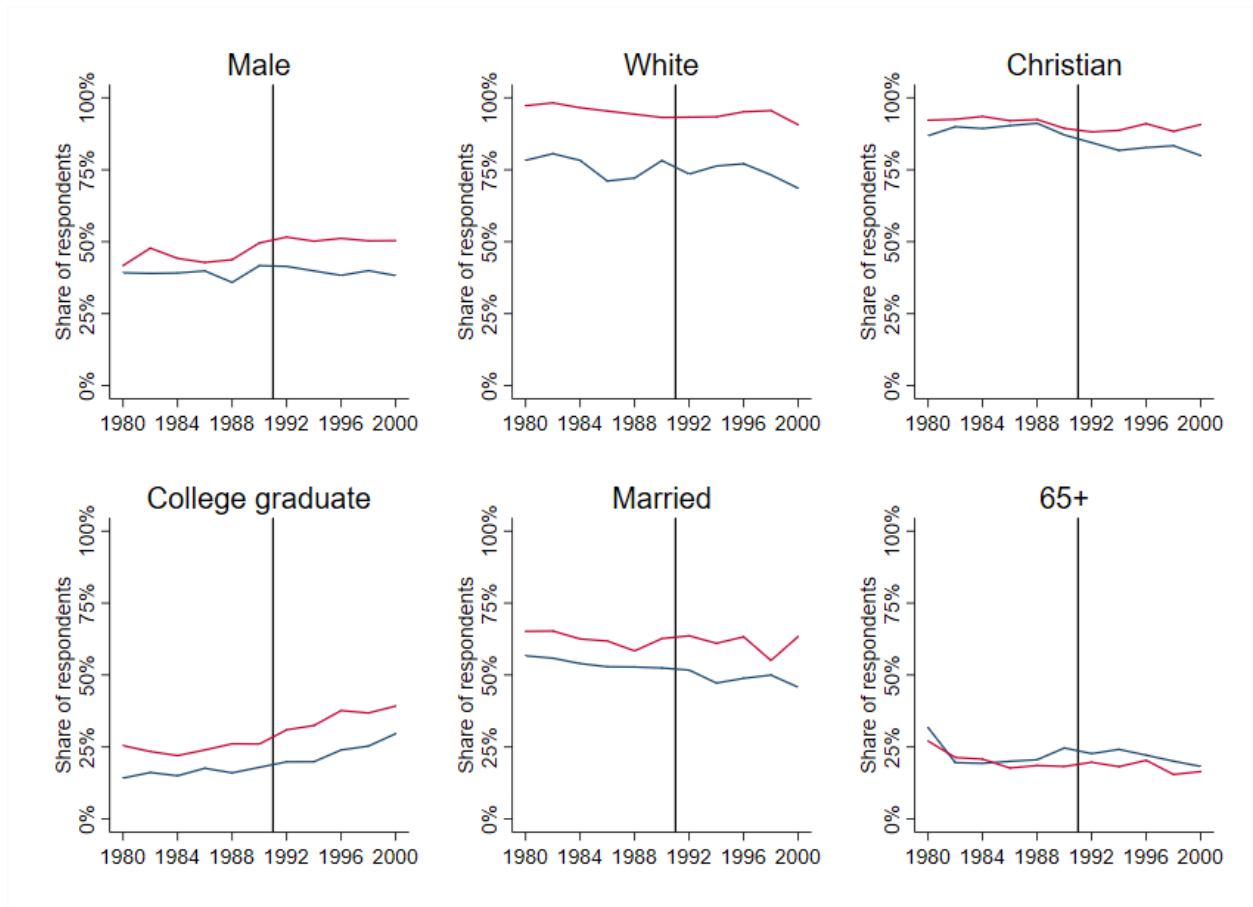 Male
Share of respondents
0% 25% 50% 75% 100%
1980 1984 1988 1992 1996 2000
White
Share of respondents
0% 25% 50% 75% 100%
1980 1984 1988 1992 1996 2000
Christian
Share of respondents
0% 25% 50% 75% 100%
1980 1984 1988 1992 1996 2000
College graduate
Share of respondents
0% 25% 50% 75% 100%
1980 1984 1988 1992 1996 2000
Married
Share of respondents
0% 25% 50% 75% 100%
1980 1984 1988 1992 1996 2000
65+
Share of respondents
0% 25% 50% 75% 100%
1980 1984 1988 1992 1996 2000